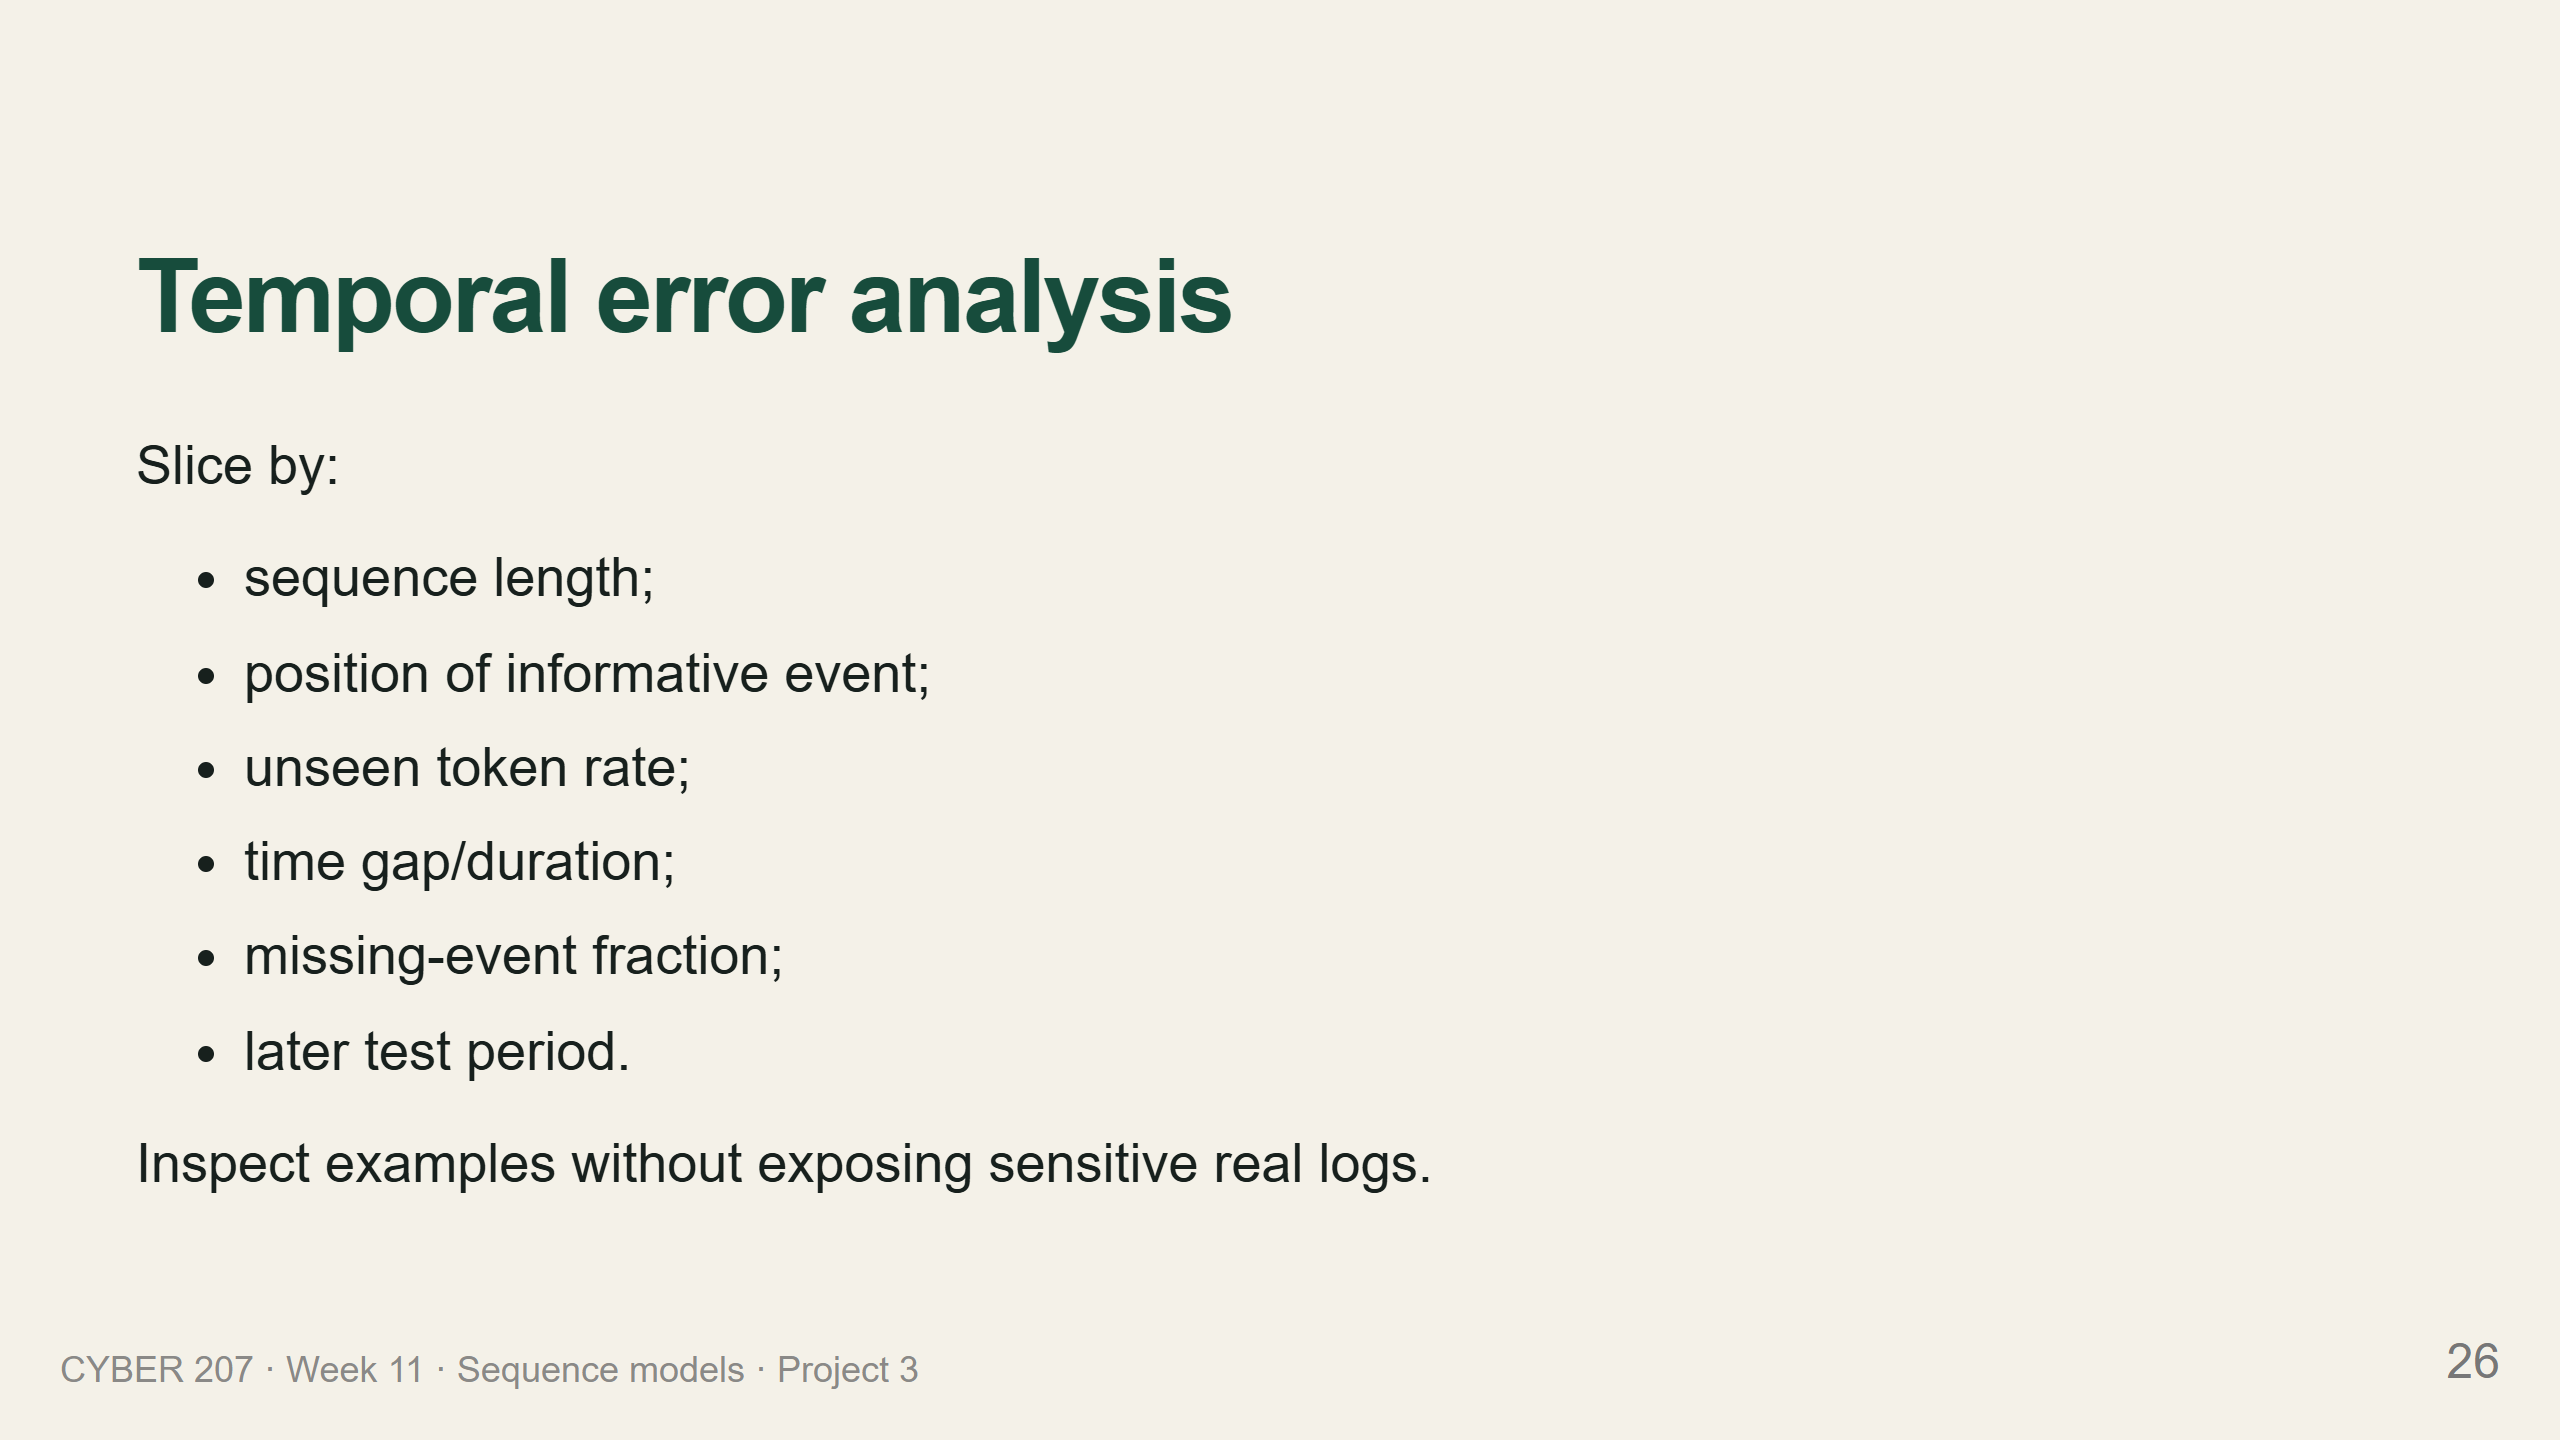 Temporal error analysis
Slice by:
• sequence length;
• position of informative event;
• unseen token rate;
• time gap/duration;
• missing-event fraction;
• later test period.
Inspect examples without exposing sensitive real logs.
CYBER 207 · Week 11 · Sequence models · Project 3
26